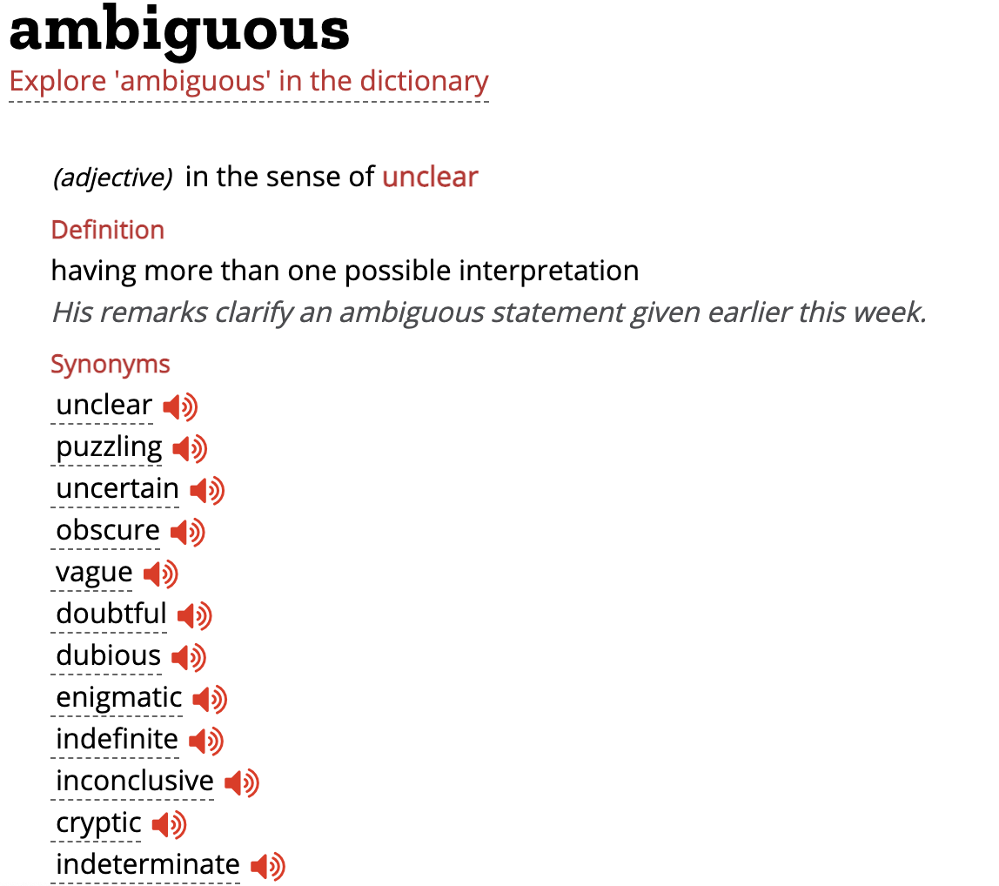 ambiguous
Explore 'ambiguous' in the dictionary
(adjective) in the sense of unclear
Definition
having more than one possible interpretation
His remarks clarify an ambiguous statement given earlier this week.
Synonyms
unclear
puzzling
uncertain
obscure
vague
doubtful
dubious
enigmatic
indefinite
inconclusive
cryptic
indeterminate